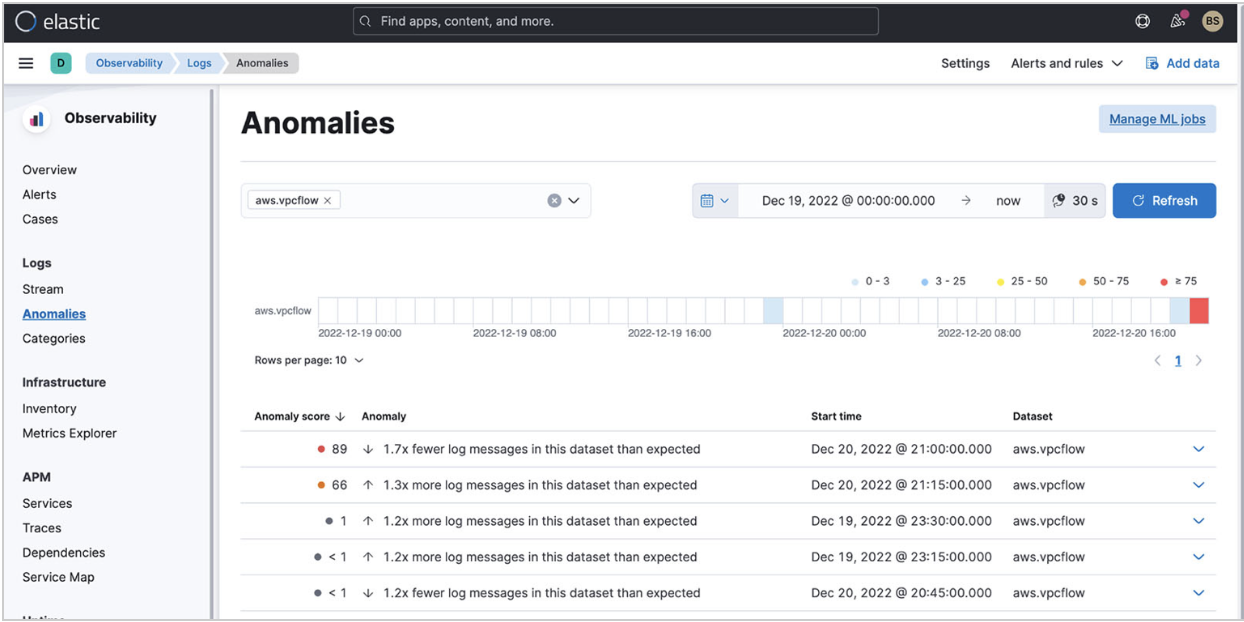 elastic
Find apps, content, and more.
BS
D
Observability
Logs
Anomalies
Settings
Alerts and rules
Add data
Observability
Overview
Alerts
Cases
Logs
Stream
Anomalies
Categories
Infrastructure
Inventory
Metrics Explorer
APM
Services
Traces
Dependencies
Service Map
Anomalies
Manage ML jobs
aws.vpcflow
Dec 19, 2022 @ 00:00:00.000 → now
30 s
Refresh
0 - 3 3 - 25 25 - 50 50 - 75 ≥ 75
aws.vpcflow
2022-12-19 00:00 2022-12-19 08:00 2022-12-19 16:00 2022-12-20 00:00 2022-12-20 08:00 2022-12-20 16:00
Rows per page: 10
1
Anomaly score ↓ Anomaly Start time Dataset
89 ↓ 1.7x fewer log messages in this dataset than expected Dec 20, 2022 @ 21:00:00.000 aws.vpcflow
66 ↑ 1.3x more log messages in this dataset than expected Dec 20, 2022 @ 21:15:00.000 aws.vpcflow
1 ↑ 1.2x more log messages in this dataset than expected Dec 19, 2022 @ 23:30:00.000 aws.vpcflow
< 1 ↑ 1.2x more log messages in this dataset than expected Dec 19, 2022 @ 23:15:00.000 aws.vpcflow
< 1 ↓ 1.2x fewer log messages in this dataset than expected Dec 20, 2022 @ 20:45:00.000 aws.vpcflow